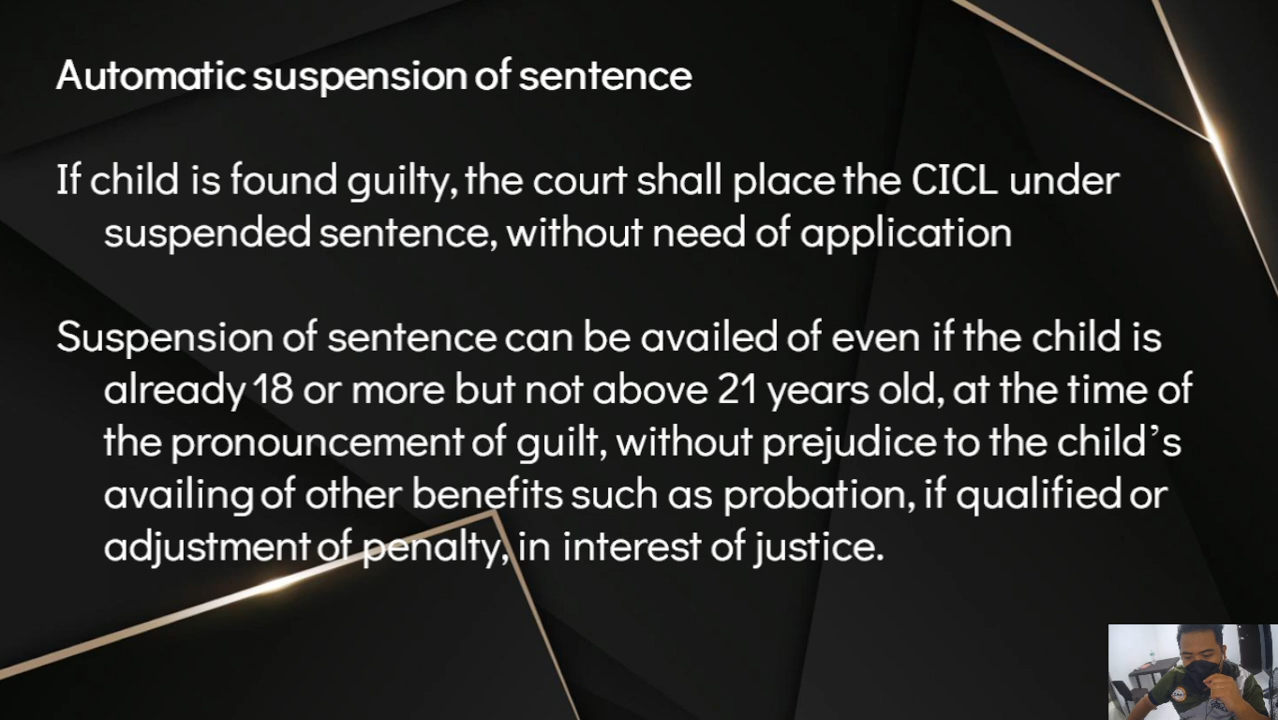 Automatic suspension of sentence
If child is found guilty, the court shall place the CICL under
suspended sentence, without need of application
Suspension of sentence can be availed of even if the child is
already 18 or more but not above 21 years old, at the time of
the pronouncement of guilt, without prejudice to the child’s
availing of other benefits such as probation, if qualified or
adjustment of penalty, in interest of justice.